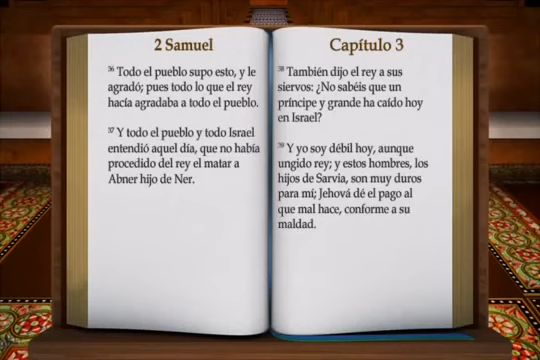 2 Samuel
³⁶ Todo el pueblo supo esto, y le
agradó; pues todo lo que el rey
hacía agradaba a todo el pueblo.
³⁷ Y todo el pueblo y todo Israel
entendió aquel día, que no había
procedido del rey el matar a
Abner hijo de Ner.
Capítulo 3
³⁸ También dijo el rey a sus
siervos: ¿No sabéis que un
príncipe y grande ha caído hoy
en Israel?
³⁹ Y yo soy débil hoy, aunque
ungido rey; y estos hombres, los
hijos de Sarvia, son muy duros
para mí; Jehová dé el pago al
que mal hace, conforme a su
maldad.